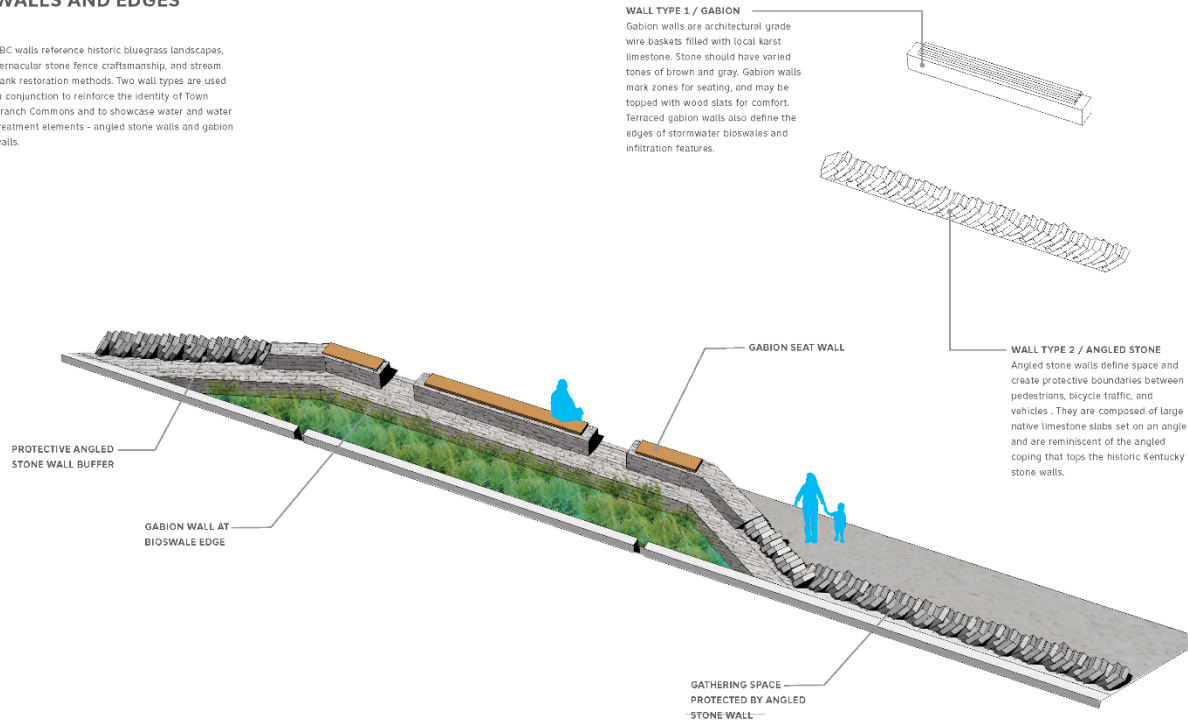 WALLS AND EDGES
BC walls reference historic bluegrass landscapes,
ernacular stone fence craftsmanship, and stream
ank restoration methods. Two wall types are used
conjunction to reinforce the identity of Town
ranch Commons and to showcase water and water
reatment elements - angled stone walls and gabion
alls.
WALL TYPE 1 / GABION
Gabion walls are architectural grade
wire baskets filled with local karst
limestone. Stone should have varied
tones of brown and gray. Gabion walls
mark zones for seating, and may be
topped with wood slats for comfort.
Terraced gabion walls also define the
edges of stormwater bioswales and
infiltration features.
GABION SEAT WALL
WALL TYPE 2 / ANGLED STONE
Angled stone walls define space and
create protective boundaries between
pedestrians, bicycle traffic, and
vehicles . They are composed of large
native limestone slabs set on an angle
and are reminiscent of the angled
coping that tops the historic Kentucky
stone walls.
PROTECTIVE ANGLED
STONE WALL BUFFER
GABION WALL AT
BIOSWALE EDGE
GATHERING SPACE
PROTECTED BY ANGLED
STONE WALL